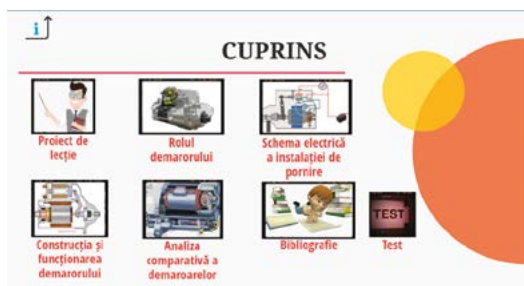 i
CUPRINS
Proiect de
lecție
Rolul
demarorului
Schema electrică
a instalației de
pornire
Construcția și
funcționarea
demarorului
Analiza
comparativă a
demaroarelor
Bibliografie
TEST
Test